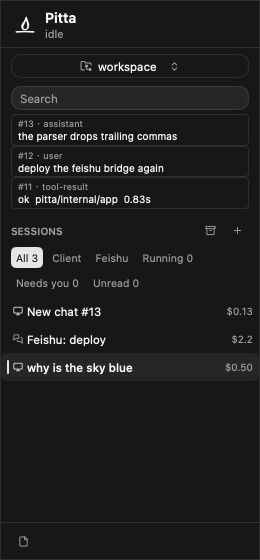 Pitta
idle
workspace
Search
#13 · assistant
the parser drops trailing commas
#12 · user
deploy the feishu bridge again
#11 · tool-result
ok pitta/internal/app 0.83s
SESSIONS
All 3 Client Feishu Running 0
Needs you 0 Unread 0
New chat #13 $0.13
Feishu: deploy $2.2
why is the sky blue $0.50